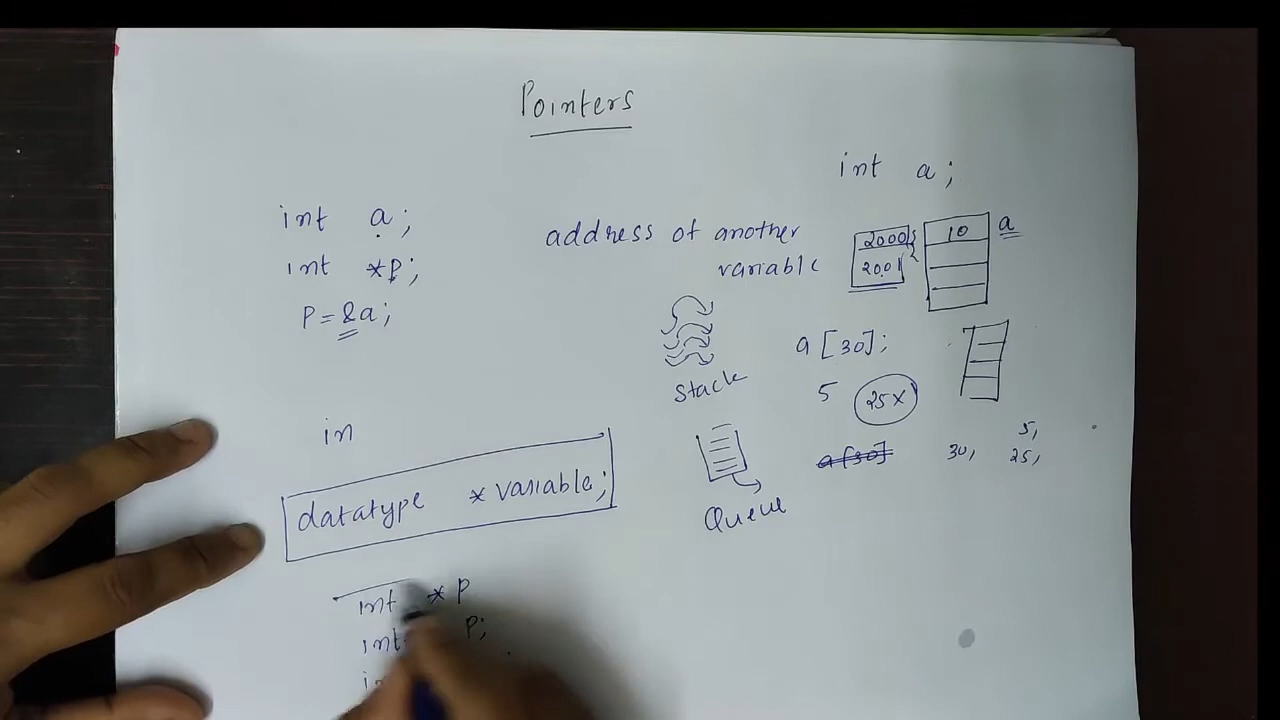 Pointers
int a;
int a;
int *p;
P = &a;
address of another
variable
2000
2001
10
a
Stack
a [30];
5
25x
in
datatype *variable;
Queue
a[30]
30,
5,
25,
int * P
int P;